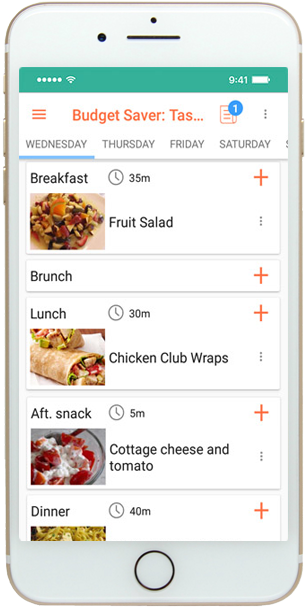 9:41
Budget Saver: Tas...
1
WEDNESDAY THURSDAY FRIDAY SATURDAY S
Breakfast 35m
Fruit Salad
Brunch
Lunch 30m
Chicken Club Wraps
Aft. snack 5m
Cottage cheese and
tomato
Dinner 40m